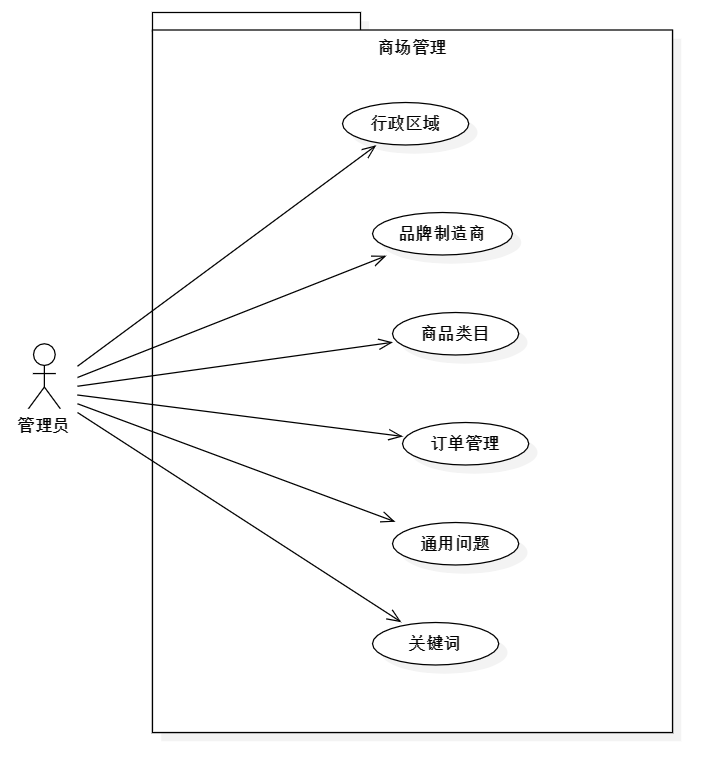 商场管理
行政区域
品牌制造商
商品类目
管理员
订单管理
通用问题
关键词